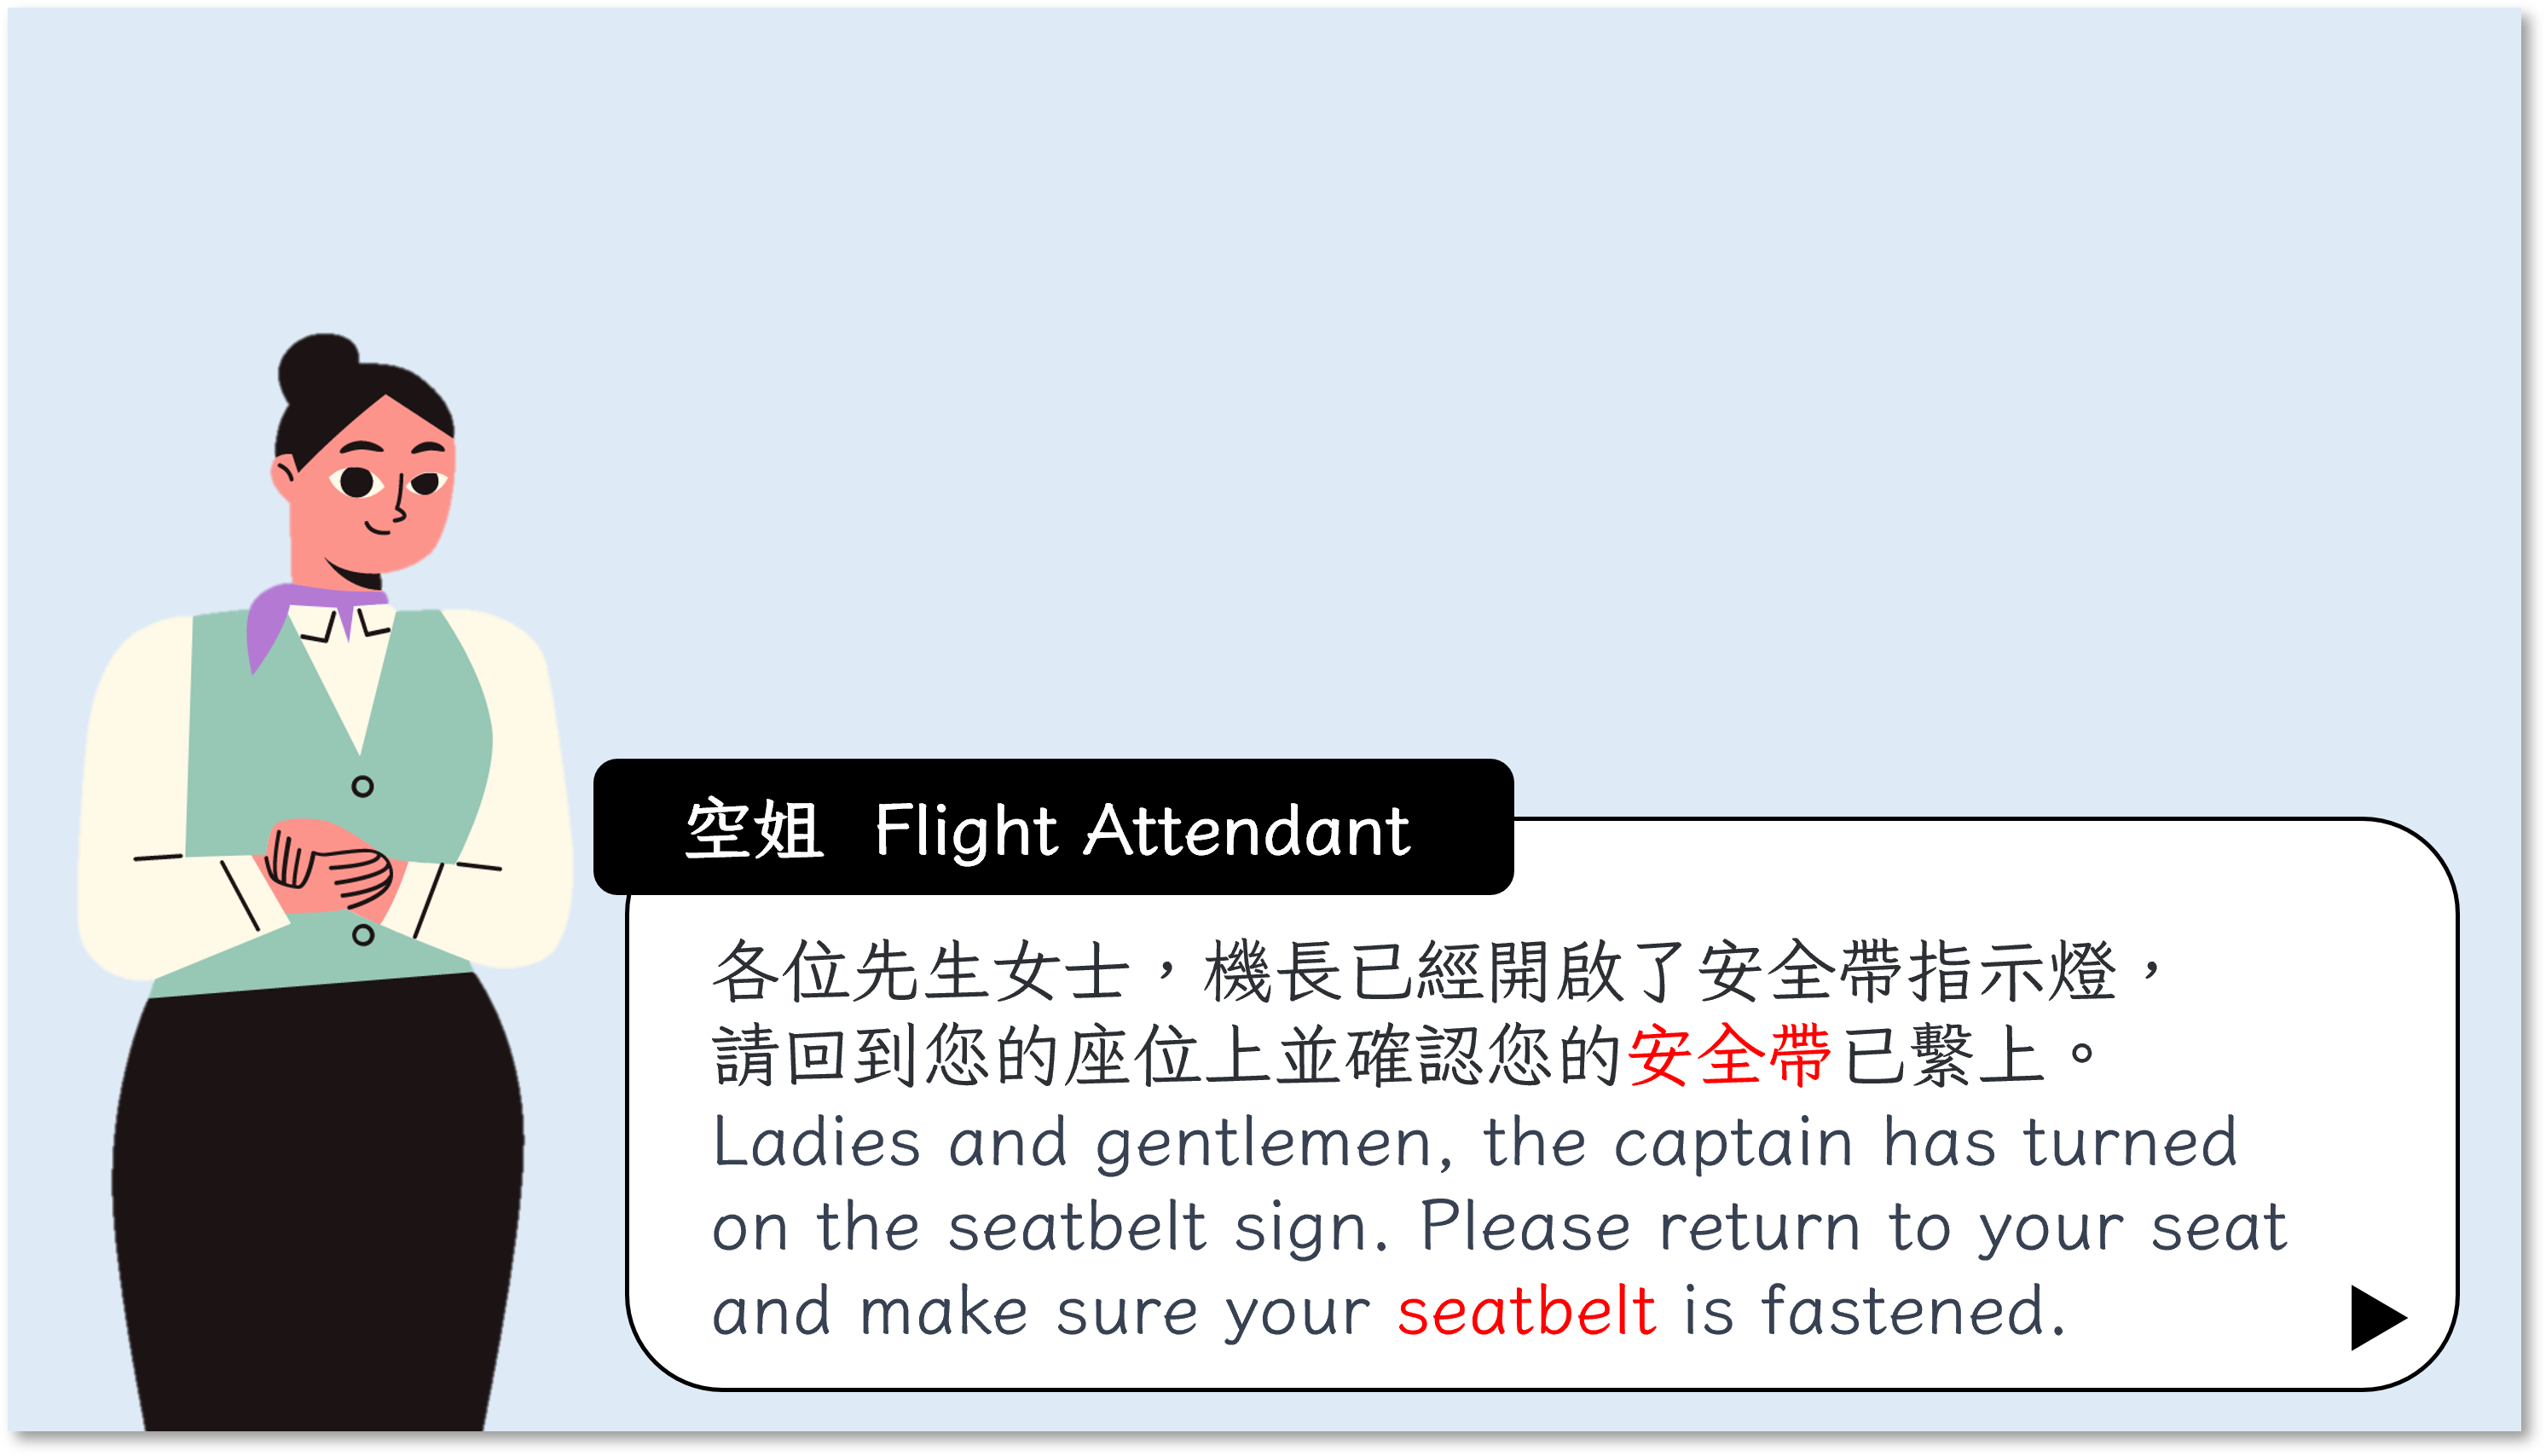 空姐 Flight Attendant
各位先生女士，機長已經開啟了安全帶指示燈，
請回到您的座位上並確認您的安全帶已繫上。
Ladies and gentlemen, the captain has turned
on the seatbelt sign. Please return to your seat
and make sure your seatbelt is fastened.